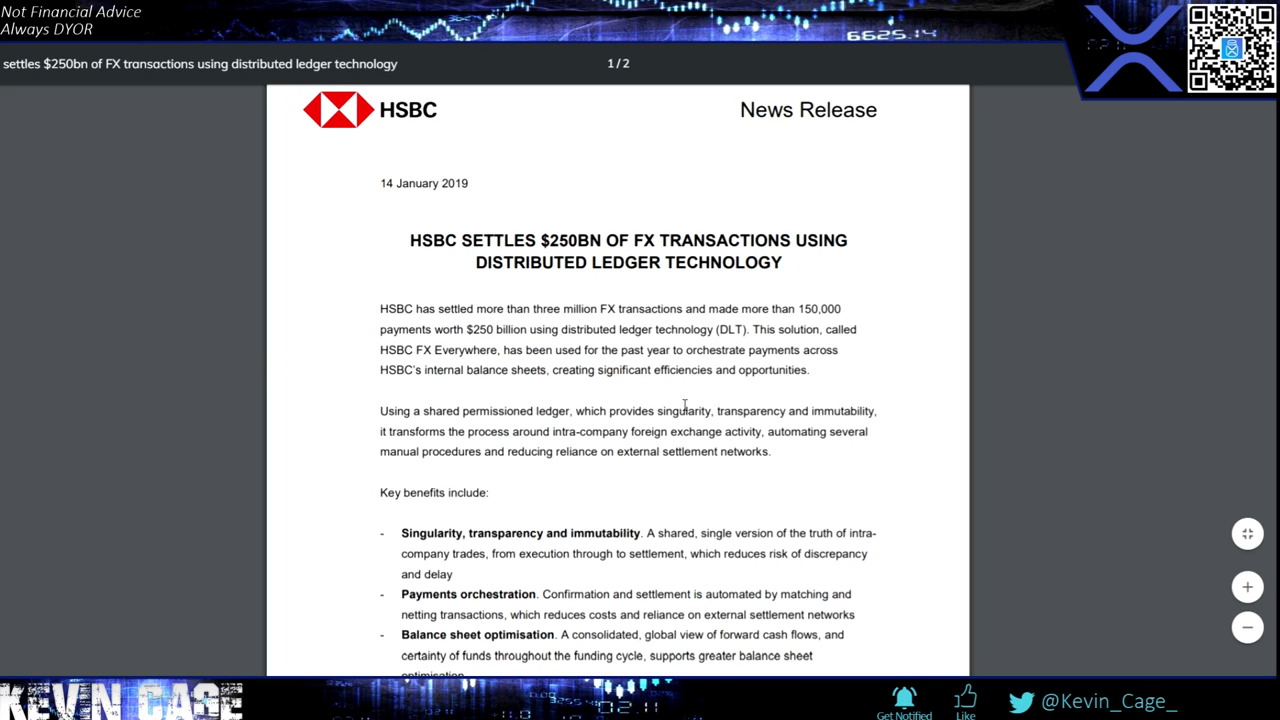 Not Financial Advice
Always DYOR
6625.14
settles $250bn of FX transactions using distributed ledger technology
1 / 2
HSBC
News Release
14 January 2019
HSBC SETTLES $250BN OF FX TRANSACTIONS USING
DISTRIBUTED LEDGER TECHNOLOGY
HSBC has settled more than three million FX transactions and made more than 150,000
payments worth $250 billion using distributed ledger technology (DLT). This solution, called
HSBC FX Everywhere, has been used for the past year to orchestrate payments across
HSBC's internal balance sheets, creating significant efficiencies and opportunities.
Using a shared permissioned ledger, which provides singularity, transparency and immutability,
it transforms the process around intra-company foreign exchange activity, automating several
manual procedures and reducing reliance on external settlement networks.
Key benefits include:
- Singularity, transparency and immutability. A shared, single version of the truth of intra-
company trades, from execution through to settlement, which reduces risk of discrepancy
and delay
- Payments orchestration. Confirmation and settlement is automated by matching and
netting transactions, which reduces costs and reliance on external settlement networks
- Balance sheet optimisation. A consolidated, global view of forward cash flows, and
certainty of funds throughout the funding cycle, supports greater balance sheet
optimisation
KEVIN CAGE
Get Notified
Like
@Kevin_Cage_